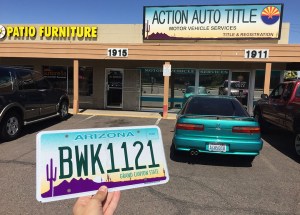 ACTION AUTO TITLE
MOTOR VEHICLE SERVICES
TITLE & REGISTRATION
PATIO FURNITURE
1915
1911
ARIZONA
BWK1121
GRAND CANYON STATE